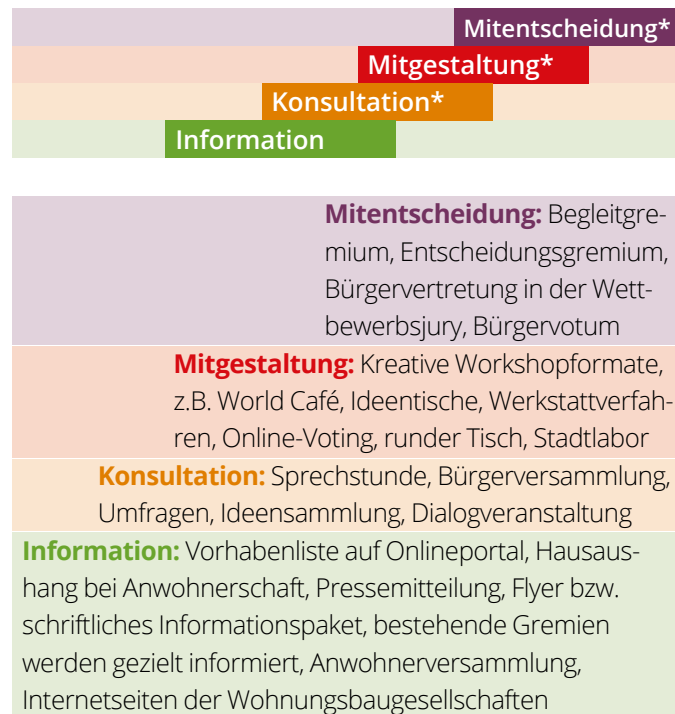 Mitentscheidung*
Mitgestaltung*
Konsultation*
Information
Mitentscheidung: Begleitgre-
mium, Entscheidungsgremium,
Bürgervertretung in der Wett-
bewerbsjury, Bürgervotum
Mitgestaltung: Kreative Workshopformate,
z.B. World Café, Ideentische, Werkstattverfah-
ren, Online-Voting, runder Tisch, Stadtlabor
Konsultation: Sprechstunde, Bürgerversammlung,
Umfragen, Ideensammlung, Dialogveranstaltung
Information: Vorhabenliste auf Onlineportal, Hausaus-
hang bei Anwohnerschaft, Pressemitteilung, Flyer bzw.
schriftliches Informationspaket, bestehende Gremien
werden gezielt informiert, Anwohnerversammlung,
Internetseiten der Wohnungsbaugesellschaften